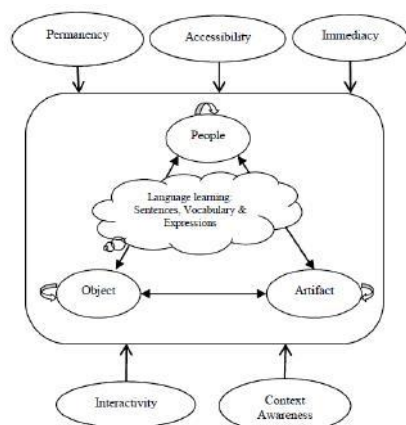 Permanency
Accessibility
Immediacy
People
Language learning:
Sentences, Vocabulary &
Expressions
Object
Artifact
Interactivity
Context
Awareness